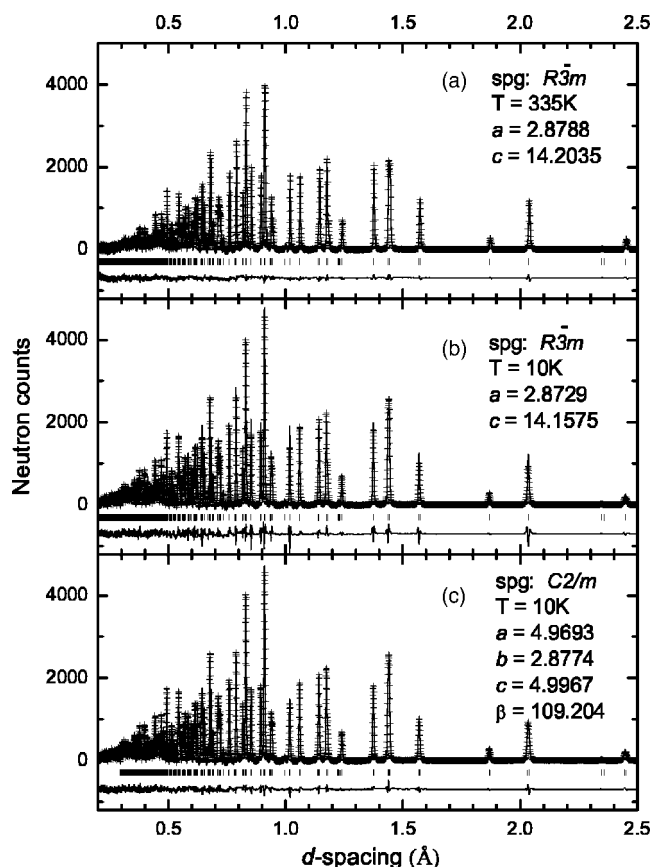 0.5 1.0 1.5 2.0 2.5
4000
2000
0
(a)
spg: R3̄m
T = 335K
a = 2.8788
c = 14.2035
4000
2000
0
(b)
spg: R3̄m
T = 10K
a = 2.8729
c = 14.1575
4000
2000
0
(c)
spg: C2/m
T = 10K
a = 4.9693
b = 2.8774
c = 4.9967
β = 109.204
Neutron counts
0.5 1.0 1.5 2.0 2.5
d-spacing (Å)